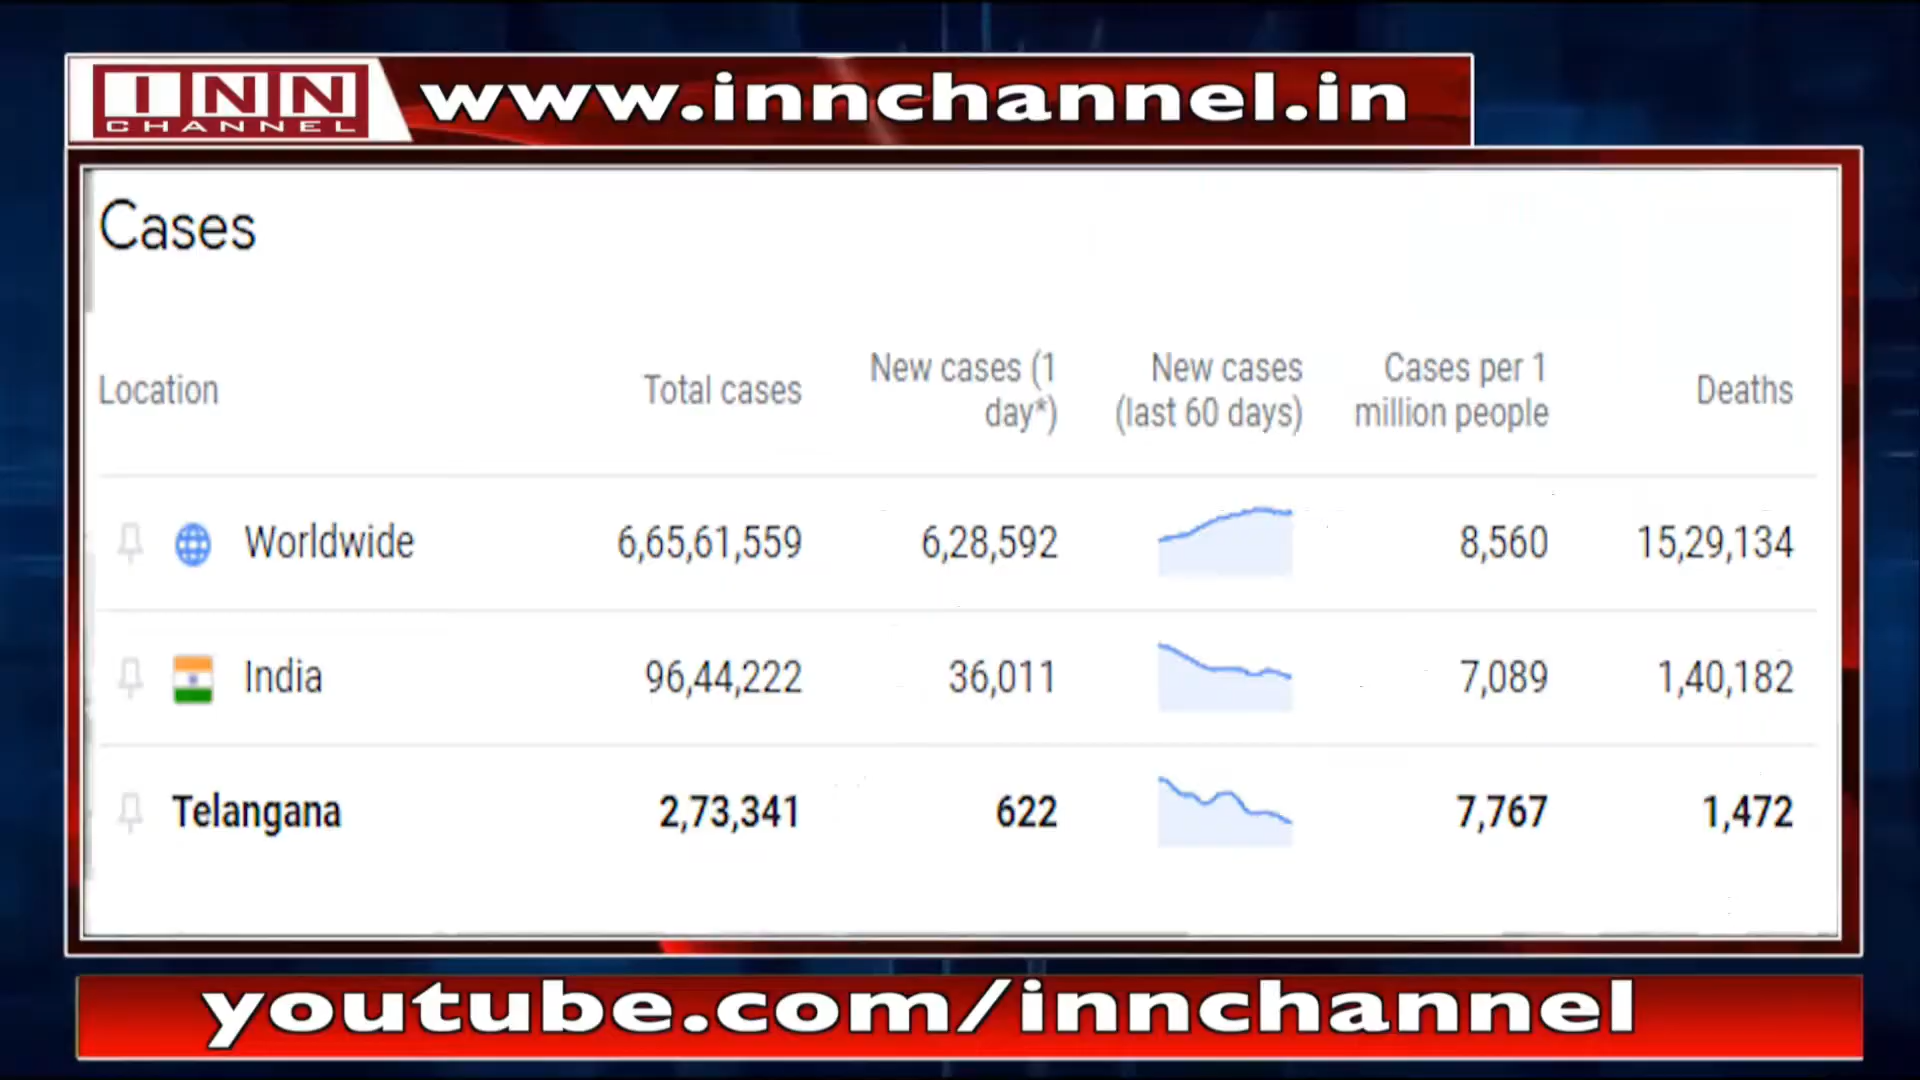 INN
CHANNEL
www.innchannel.in
Cases
Location Total cases New cases (1 day*) New cases (last 60 days) Cases per 1 million people Deaths
Worldwide 6,65,61,559 6,28,592 8,560 15,29,134
India 96,44,222 36,011 7,089 1,40,182
Telangana 2,73,341 622 7,767 1,472
youtube.com/innchannel